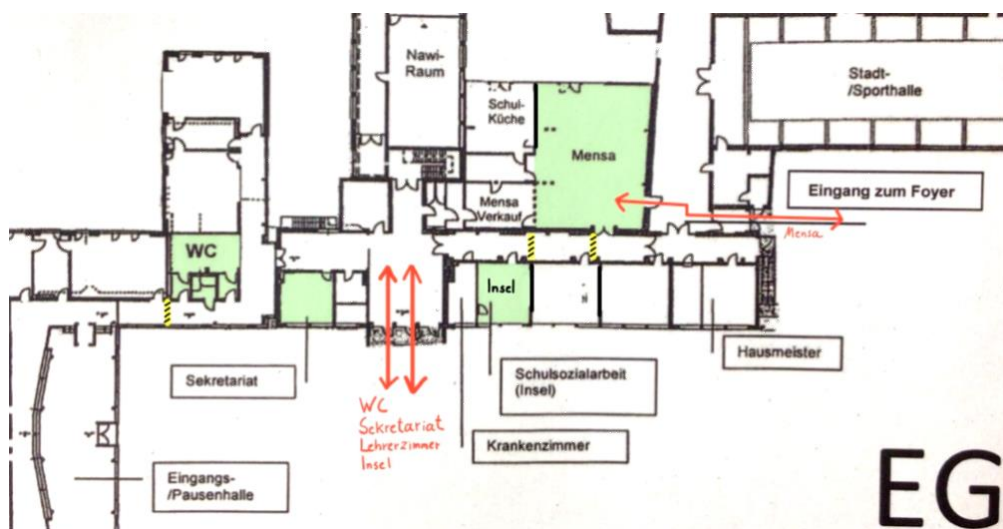 Nawi-
Raum
Schul-
Küche
Mensa
Stadt-
/Sporthalle
Mensa
Verkauf
Eingang zum Foyer
Mensa
WC
Insel
Sekretariat
Hausmeister
Schulsozialarbeit
(Insel)
Krankenzimmer
WC
Sekretariat
Lehrerzimmer
Insel
Eingangs-
/Pausenhalle
EG